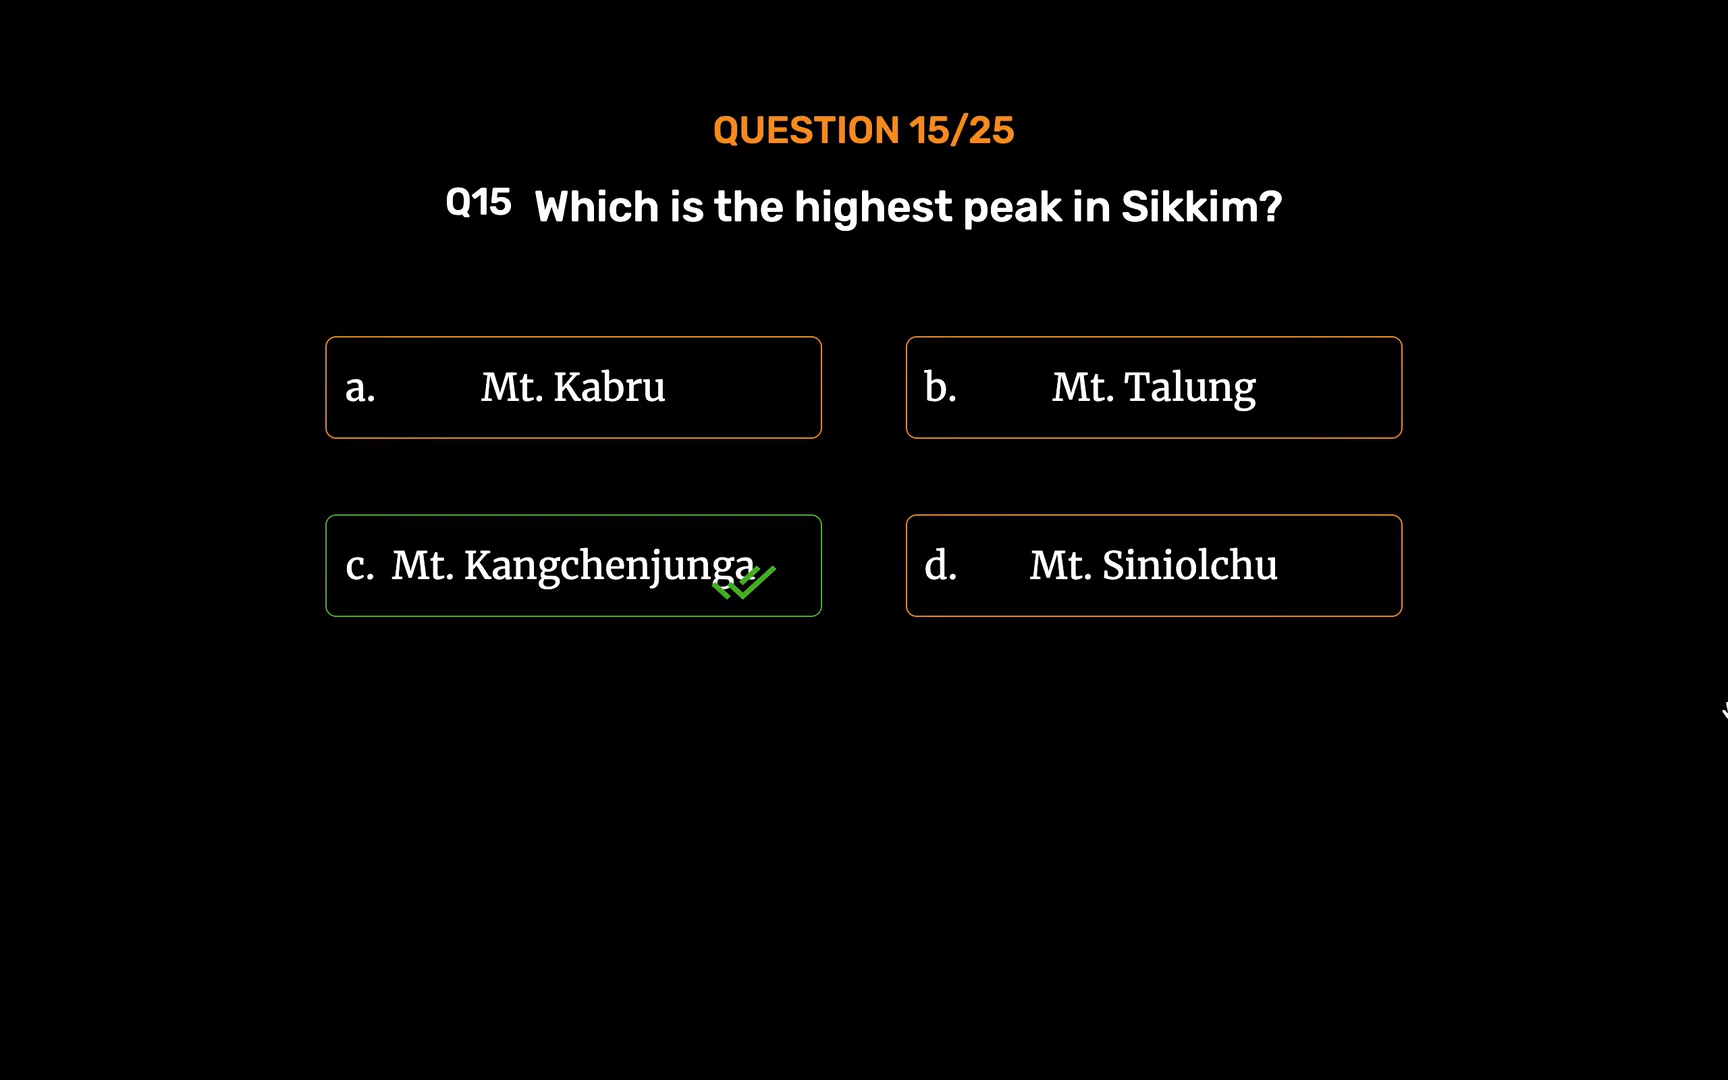 QUESTION 15/25
Q15 Which is the highest peak in Sikkim?
a. Mt. Kabru
b. Mt. Talung
c. Mt. Kangchenjunga
d. Mt. Siniolchu